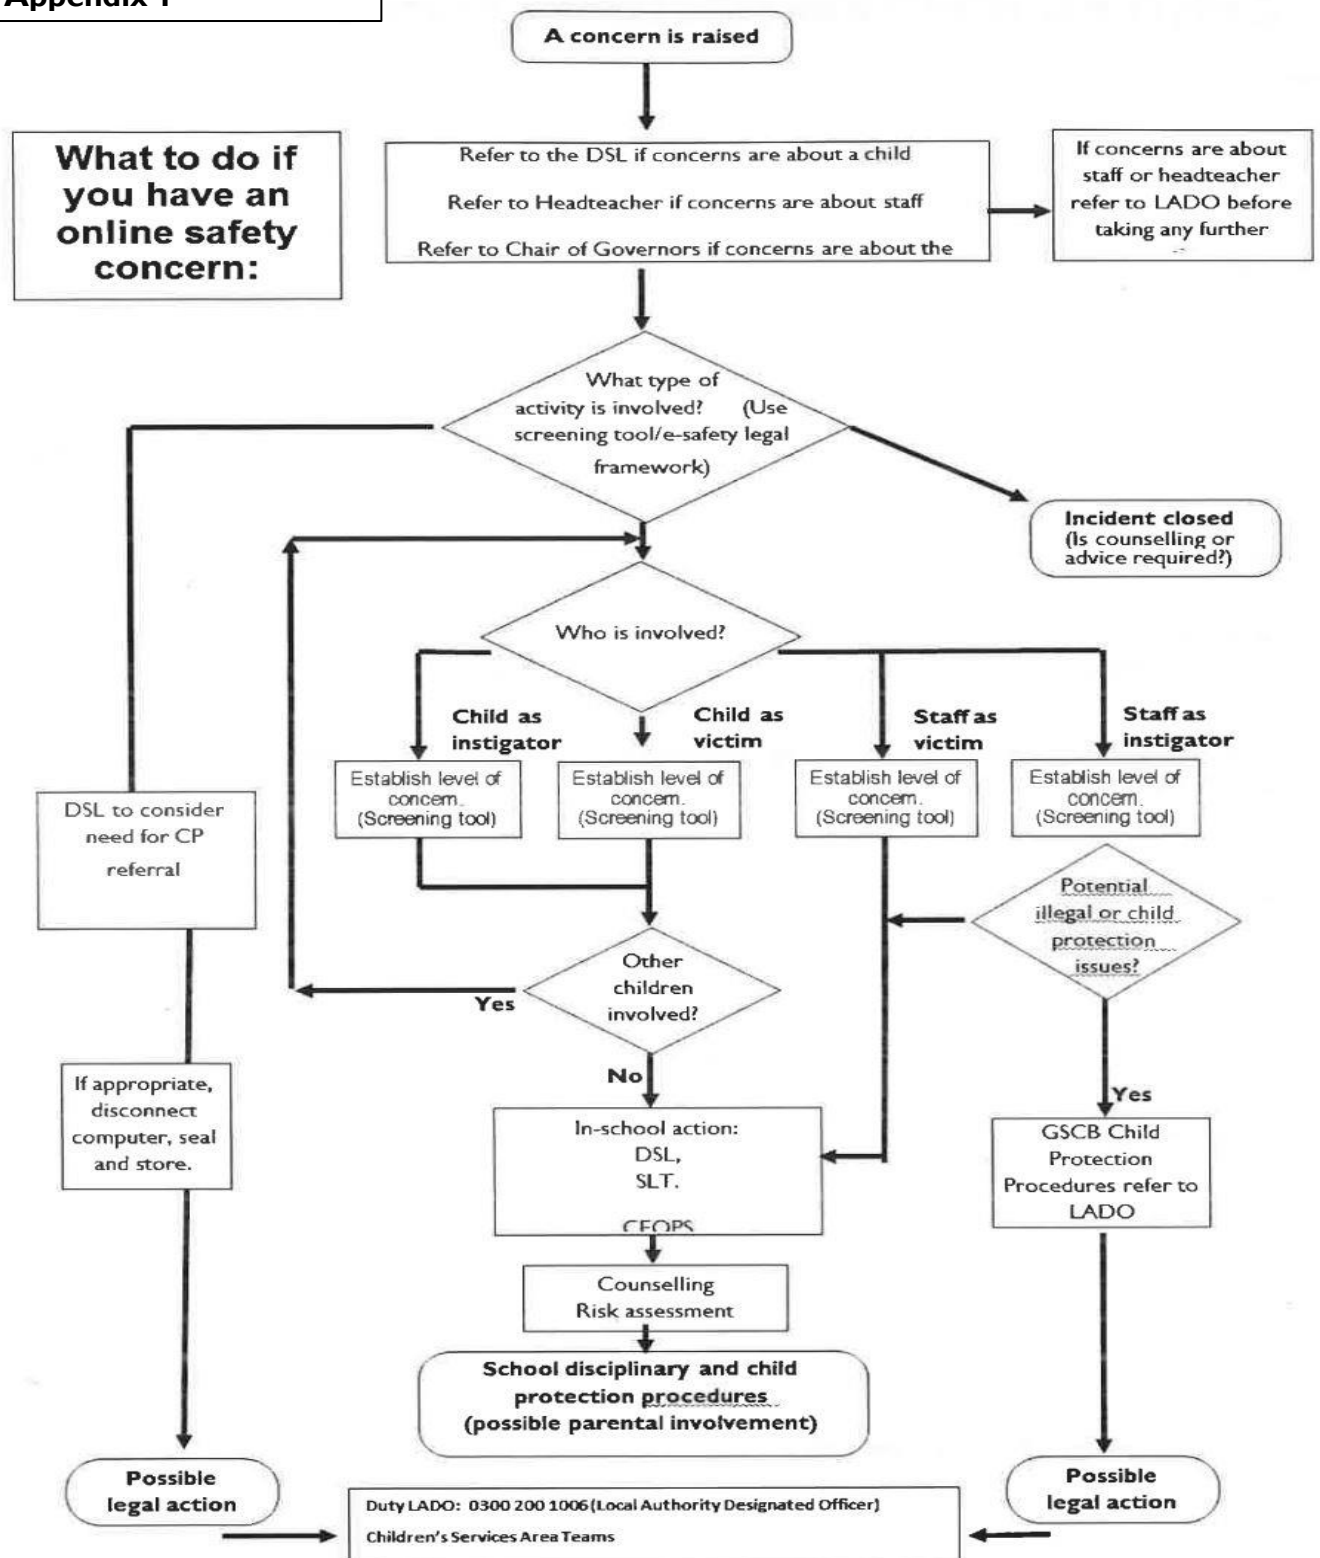 Appendix 1
A concern is raised
What to do if
you have an
online safety
concern:
Refer to the DSL if concerns are about a child
Refer to Headteacher if concerns are about staff
Refer to Chair of Governors if concerns are about the
If concerns are about
staff or headteacher
refer to LADO before
taking any further
What type of
activity is involved? (Use
screening tool/e-safety legal
framework)
Incident closed
(Is counselling or
advice required?)
Who is involved?
Child as
instigator
Child as
victim
Staff as
victim
Staff as
instigator
Establish level of
concern.
(Screening tool)
Establish level of
concern.
(Screening tool)
Establish level of
concern.
(Screening tool)
Establish level of
concern.
(Screening tool)
DSL to consider
need for CP
referral
Potential
illegal or child
protection
issues?
Other
children
involved?
Yes
No
Yes
If appropriate,
disconnect
computer, seal
and store.
In-school action:
DSL,
SLT.
CEOPS
GSCB Child
Protection
Procedures refer to
LADO
Counselling
Risk assessment
School disciplinary and child
protection procedures
(possible parental involvement)
Possible
legal action
Possible
legal action
Duty LADO: 0300 200 1006 (Local Authority Designated Officer)
Children's Services Area Teams